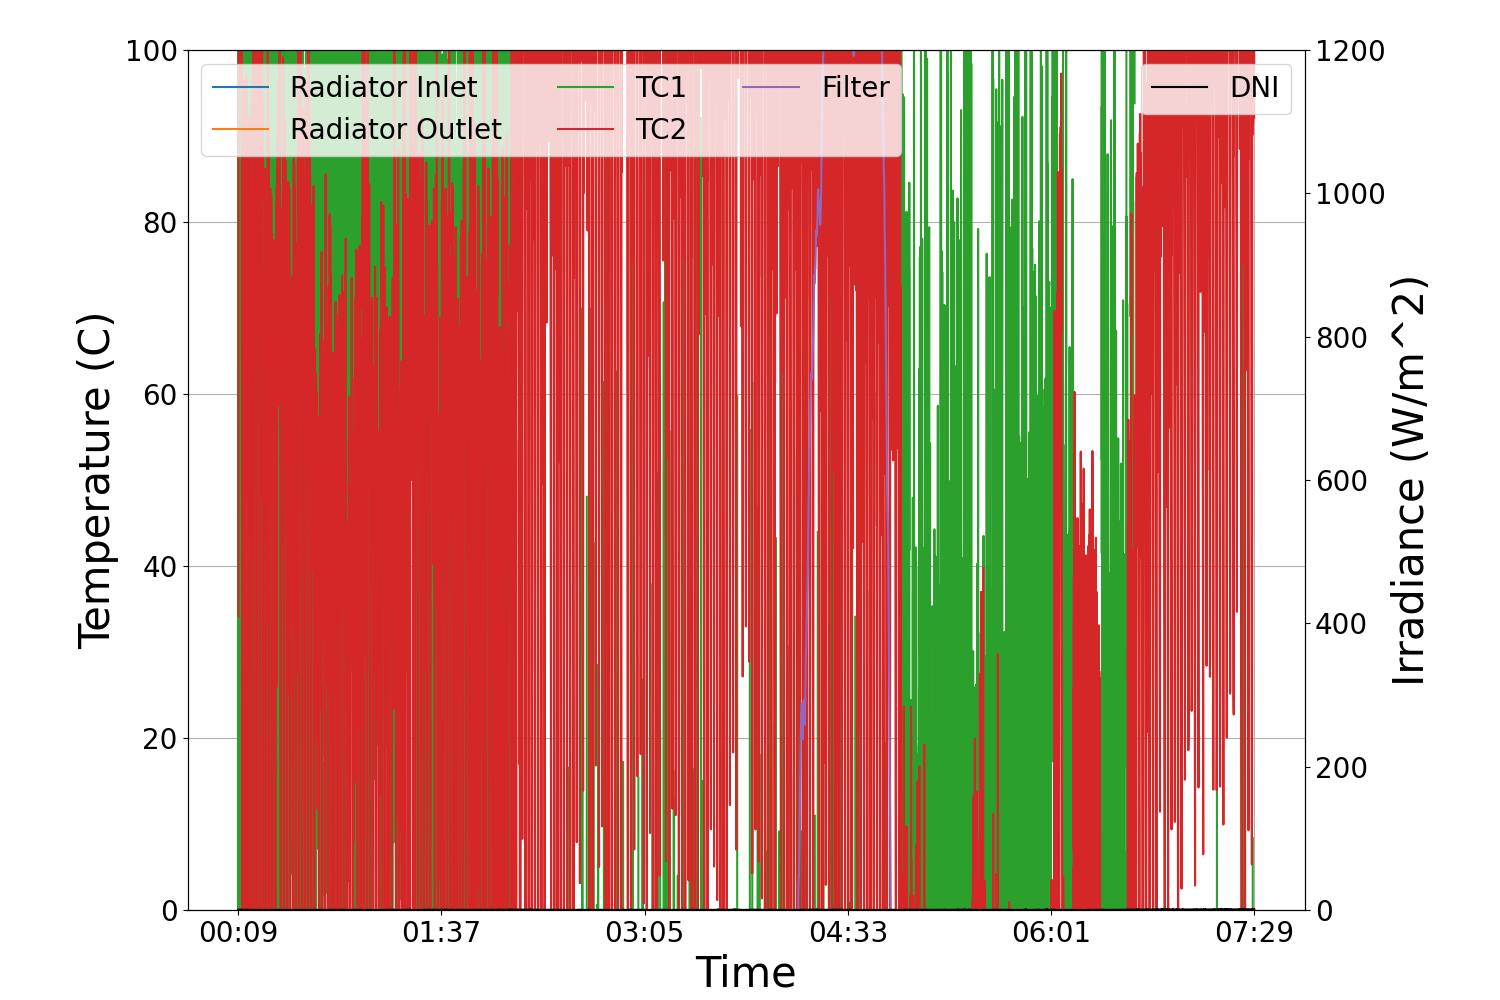 Radiator Inlet
Radiator Outlet
TC1
TC2
Filter
DNI
Temperature (C)
100
80
60
40
20
0
Irradiance (W/m^2)
1200
1000
800
600
400
200
0
00:09 01:37 03:05 04:33 06:01 07:29
Time